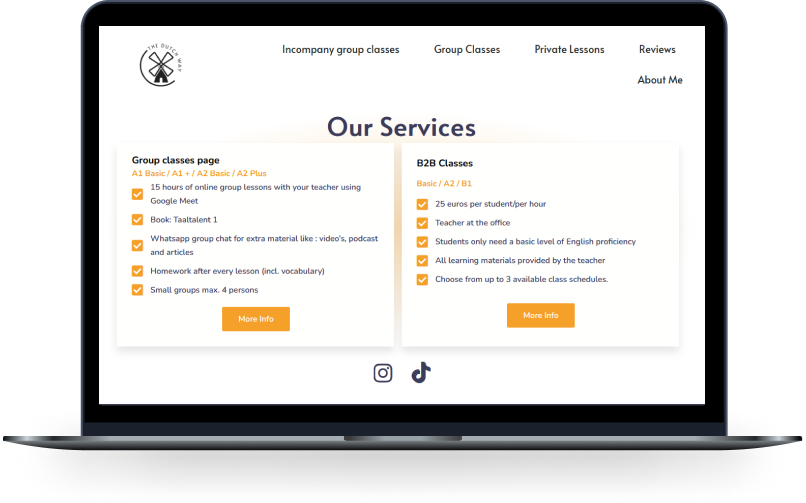 THE DUTCH WAY
Incompany group classes
Group Classes
Private Lessons
Reviews
About Me
Our Services
Group classes page
A1 Basic / A1 + / A2 Basic / A2 Plus
15 hours of online group lessons with your teacher using
Google Meet
Book: Taaltalent 1
Whatsapp group chat for extra material like : video's, podcast
and articles
Homework after every lesson (incl. vocabulary)
Small groups max. 4 persons
More Info
B2B Classes
Basic / A2 / B1
25 euros per student/per hour
Teacher at the office
Students only need a basic level of English proficiency
All learning materials provided by the teacher
Choose from up to 3 available class schedules.
More Info